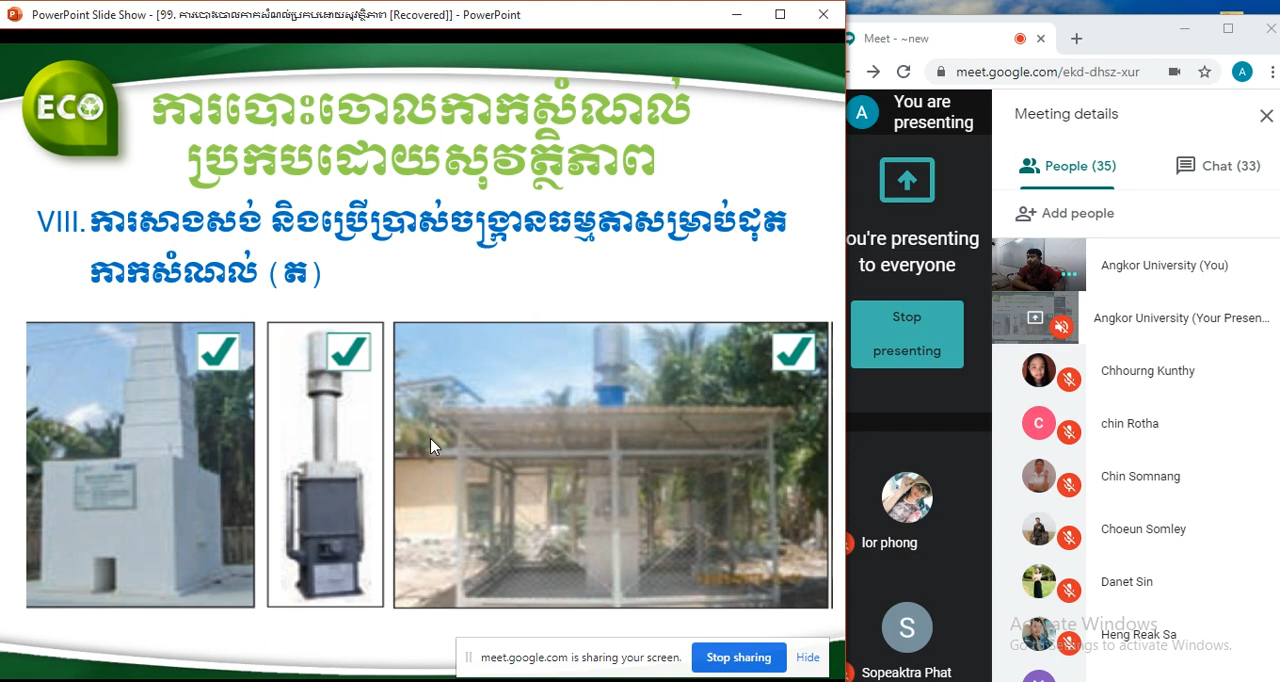 PowerPoint Slide Show - [99. ការបោះចោលកាកសំណល់ប្រកបដោយសុវត្ថិភាព [Recovered]] - PowerPoint
ECO
ការបោះចោលកាកសំណល់
ប្រកបដោយសុវត្ថិភាព
VIII. ការសាងសង់ និងប្រើប្រាស់ចង្ក្រានធម្មតាសម្រាប់ដុត
កាកសំណល់ (ត)
meet.google.com is sharing your screen.
Stop sharing
Hide
Meet - ~new
meet.google.com/ekd-dhsz-xur
A
A
You are
presenting
ou're presenting
to everyone
Stop
presenting
lor phong
S
Sopeaktra Phat
Meeting details
People (35)
Chat (33)
Add people
Angkor University (You)
Angkor University (Your Presen...
Chhourng Kunthy
C
chin Rotha
Chin Somnang
Choeun Somley
Danet Sin
Heng Reak Sa
Activate Windows
Go to Settings to activate Windows.